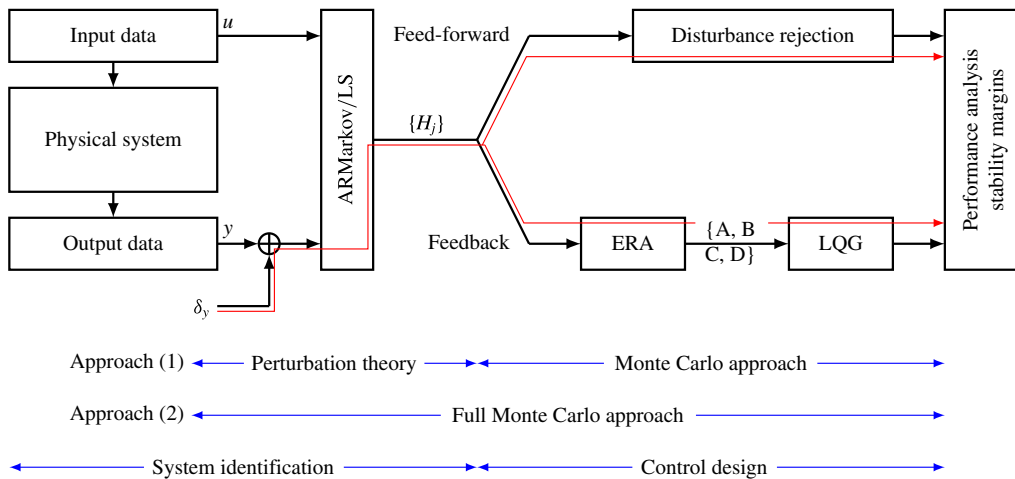 Input data
u
Physical system
Output data
y
δy
ARMarkov/LS
{Hj}
Feed-forward
Disturbance rejection
Feedback
ERA
{A, B
C, D}
LQG
Performance analysis
stability margins
Approach (1)
Perturbation theory
Monte Carlo approach
Approach (2)
Full Monte Carlo approach
System identification
Control design